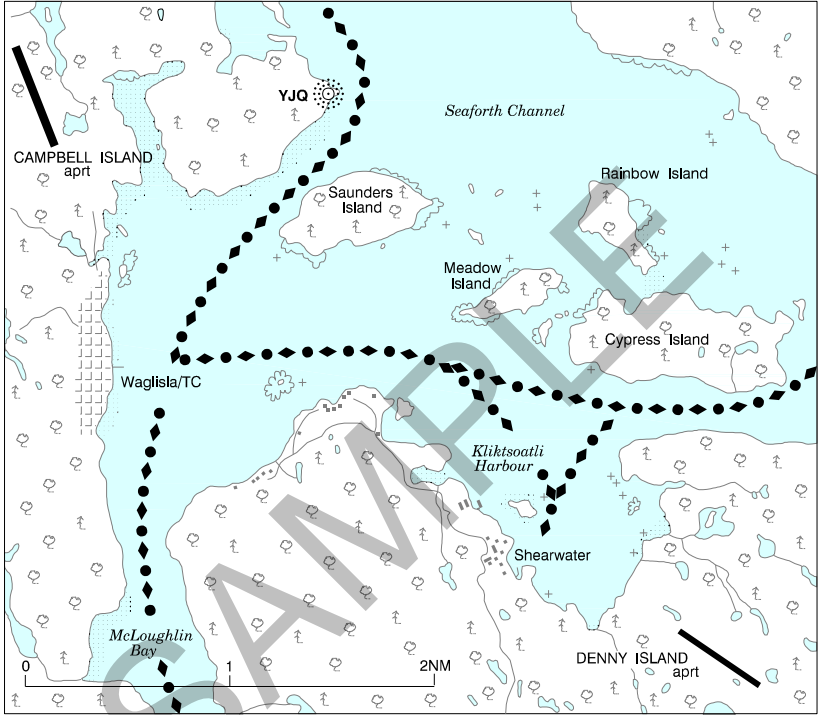 YJQ
Seaforth Channel
CAMPBELL ISLAND
aprt
Rainbow Island
Saunders
Island
Meadow
Island
Cypress Island
Waglisla/TC
Kliktsoatli
Harbour
Shearwater
McLoughlin
Bay
DENNY ISLAND
aprt
0 1 2NM
SAMPLE